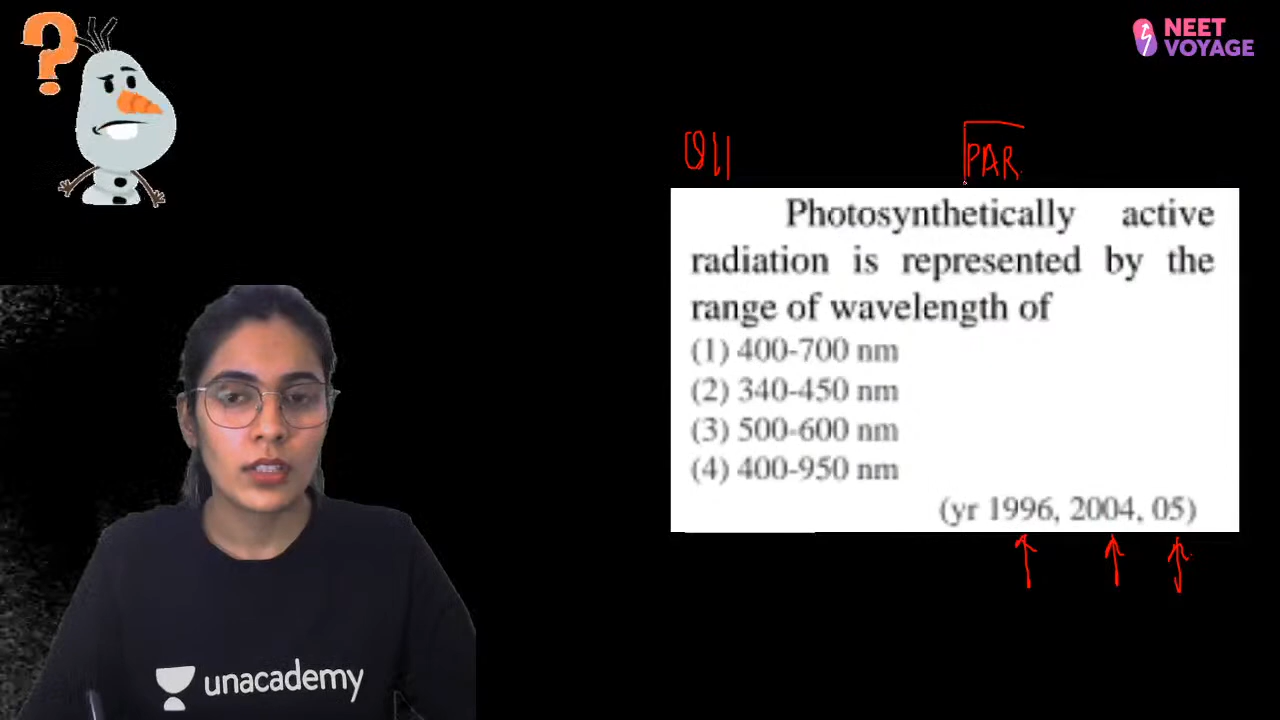 ?
NEET
VOYAGE
PAR
Photosynthetically active
radiation is represented by the
range of wavelength of
(1) 400-700 nm
(2) 340-450 nm
(3) 500-600 nm
(4) 400-950 nm
(yr 1996, 2004, 05)
unacademy